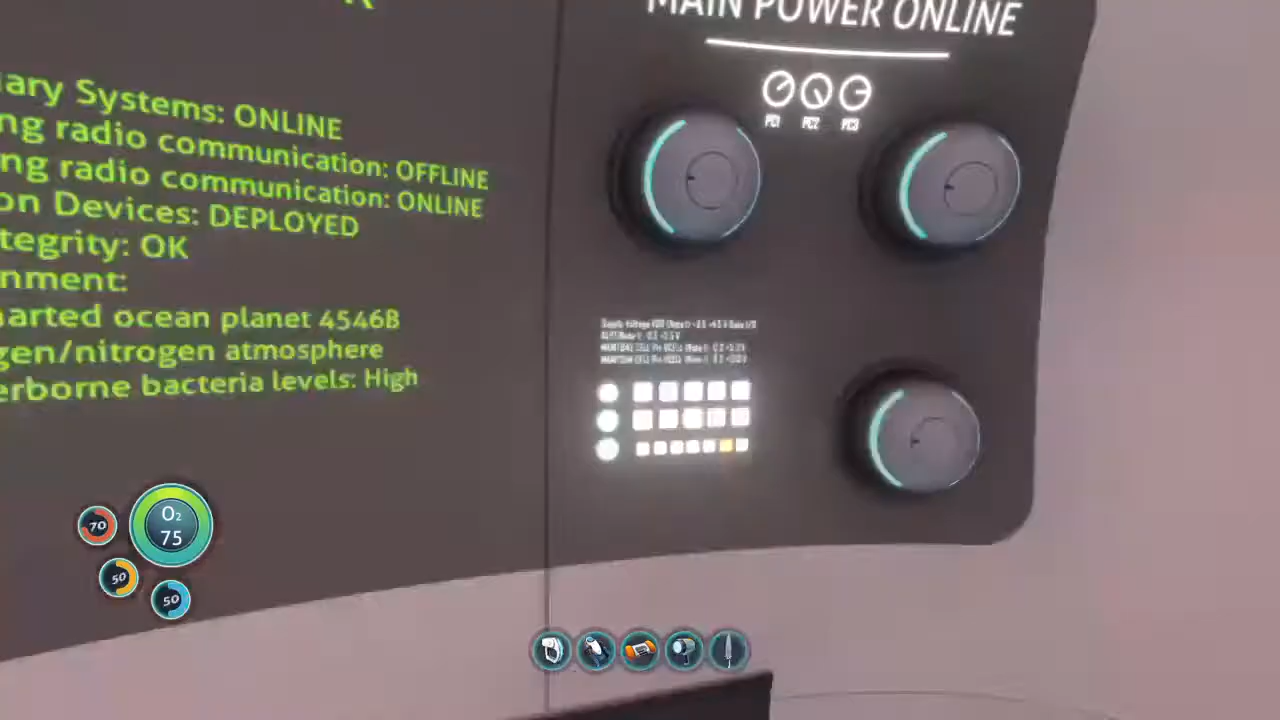 MAIN POWER ONLINE
PC1 PC2 PC3
ary Systems: ONLINE
ng radio communication: OFFLINE
ng radio communication: ONLINE
on Devices: DEPLOYED
tegrity: OK
nment:
arted ocean planet 4546B
gen/nitrogen atmosphere
erborne bacteria levels: High
O₂
75
70
50
50